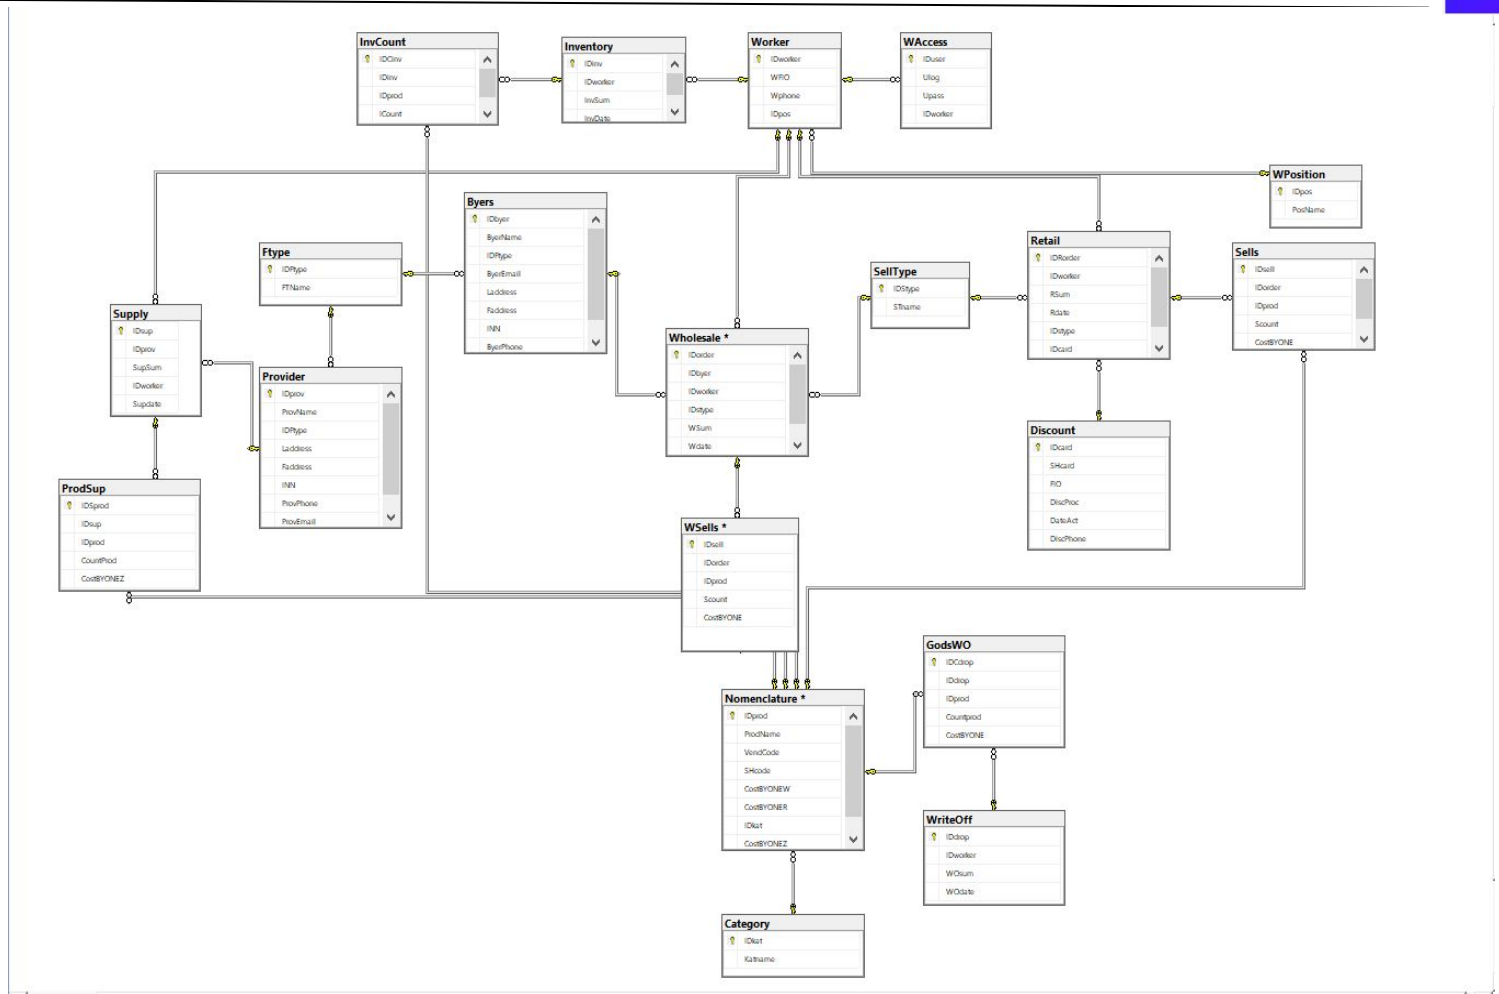 InvCount
IDCinv
IDinv
IDprod
ICount
Inventory
IDinv
IDworker
InvSum
InvDate
Worker
IDworker
WFIO
Wphone
IDpos
WAccess
IDuser
Ulog
Upass
IDworker
WPosition
IDpos
PosName
Byers
IDbyer
ByerName
IDFtype
ByerEmail
Laddress
Faddress
INN
ByerPhone
Ftype
IDFtype
FTName
Retail
IDRorder
IDworker
RSum
Rdate
IDstype
IDcard
Sells
IDsell
IDorder
IDprod
Scount
CostBYONE
SellType
IDStype
STname
Supply
IDsup
IDprov
SupSum
IDworker
Supdate
Wholesale *
IDorder
IDbyer
IDworker
IDstype
WSum
Wdate
Provider
IDprov
ProvName
IDFtype
Laddress
Faddress
INN
ProvPhone
ProvEmail
Discount
IDcard
SHcard
FIO
DiscProc
DateAct
DiscPhone
ProdSup
IDSprod
IDsup
IDprod
CountProd
CostBYONEZ
WSells *
IDsell
IDorder
IDprod
Scount
CostBYONE
GodsWO
IDCdrop
IDdrop
IDprod
Countprod
CostBYONE
Nomenclature *
IDprod
ProdName
VendCode
SHcode
CostBYONEW
CostBYONER
IDkat
CostBYONEZ
WriteOff
IDdrop
IDworker
WOsum
WOdate
Category
IDkat
Katname